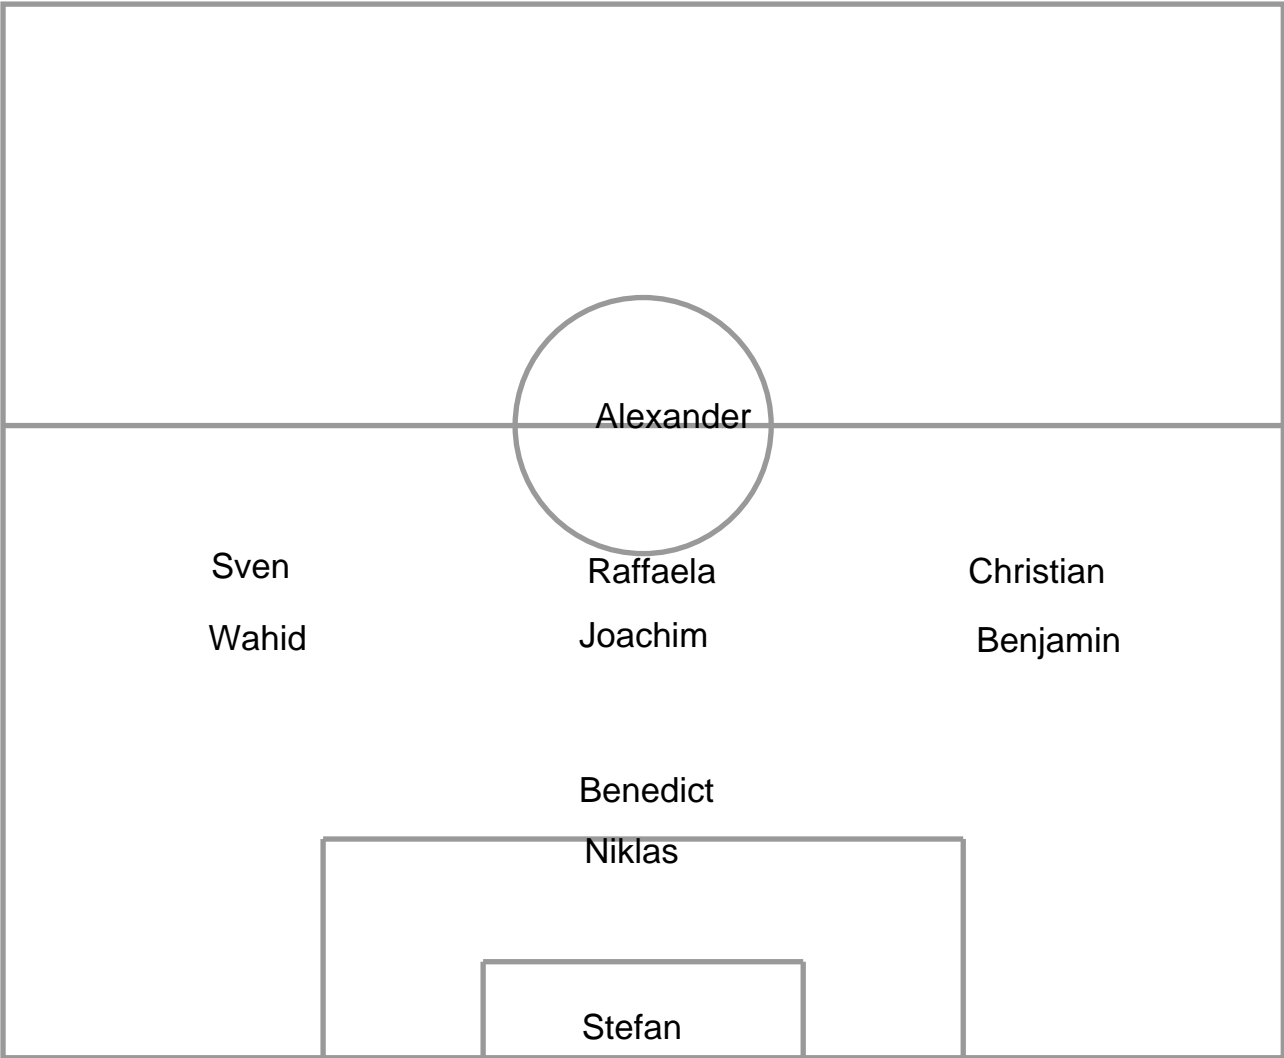 Alexander
Sven Raffaela Christian
Wahid Joachim Benjamin
Benedict
Niklas
Stefan